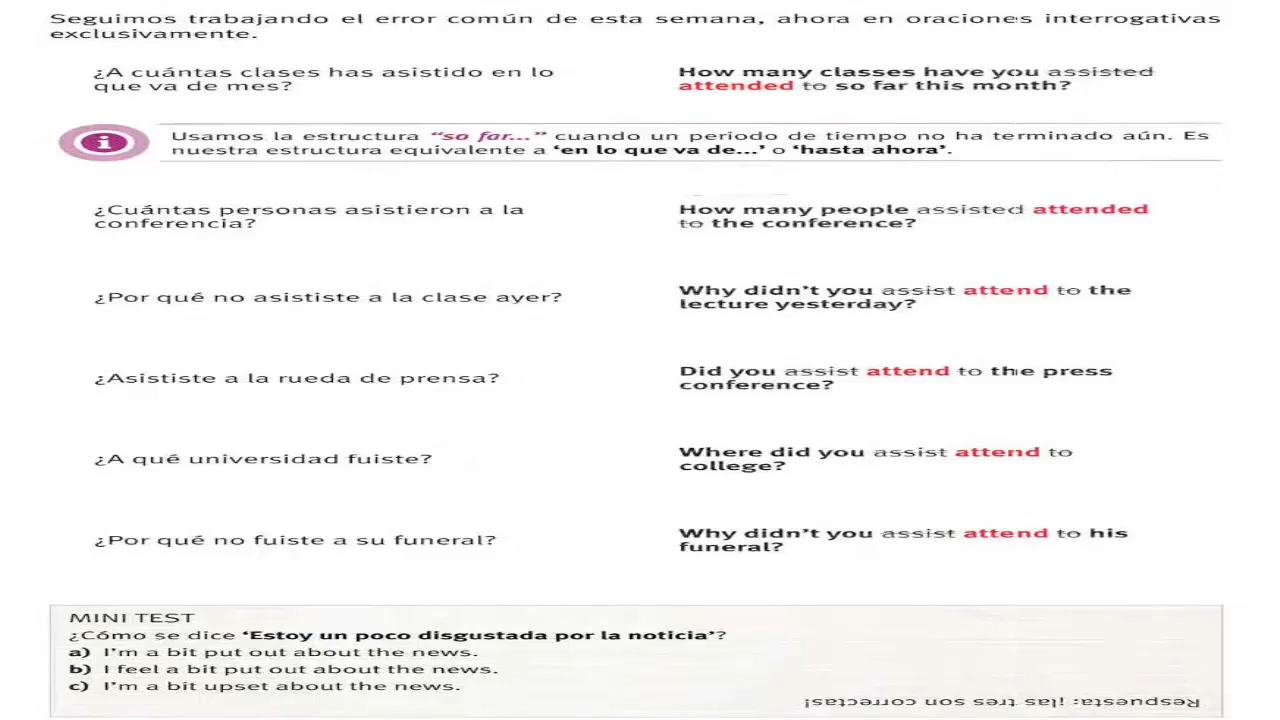 Seguimos trabajando el error común de esta semana, ahora en oraciones interrogativas
exclusivamente.
¿A cuántas clases has asistido en lo
que va de mes?
How many classes have you assisted
attended to so far this month?
i
Usamos la estructura “so far...” cuando un periodo de tiempo no ha terminado aún. Es
nuestra estructura equivalente a ‘en lo que va de...’ o ‘hasta ahora’.
¿Cuántas personas asistieron a la
conferencia?
How many people assisted attended
to the conference?
¿Por qué no asististe a la clase ayer?
Why didn’t you assist attend to the
lecture yesterday?
¿Asististe a la rueda de prensa?
Did you assist attend to the press
conference?
¿A qué universidad fuiste?
Where did you assist attend to
college?
¿Por qué no fuiste a su funeral?
Why didn’t you assist attend to his
funeral?
MINI TEST
¿Cómo se dice ‘Estoy un poco disgustada por la noticia’?
a) I’m a bit put out about the news.
b) I feel a bit put out about the news.
c) I’m a bit upset about the news.
Respuesta: ¡las tres son correctas!